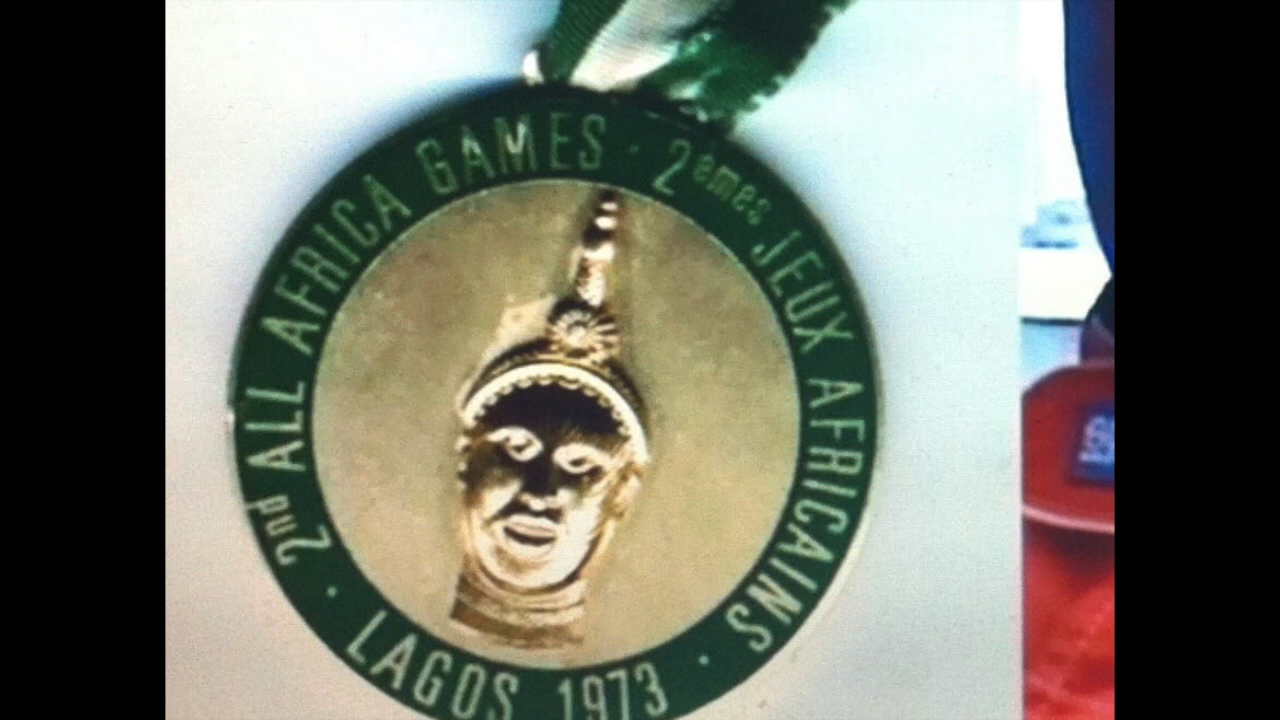 2nd ALL AFRICA GAMES · 2èmes JEUX AFRICAINS · LAGOS 1973 ·